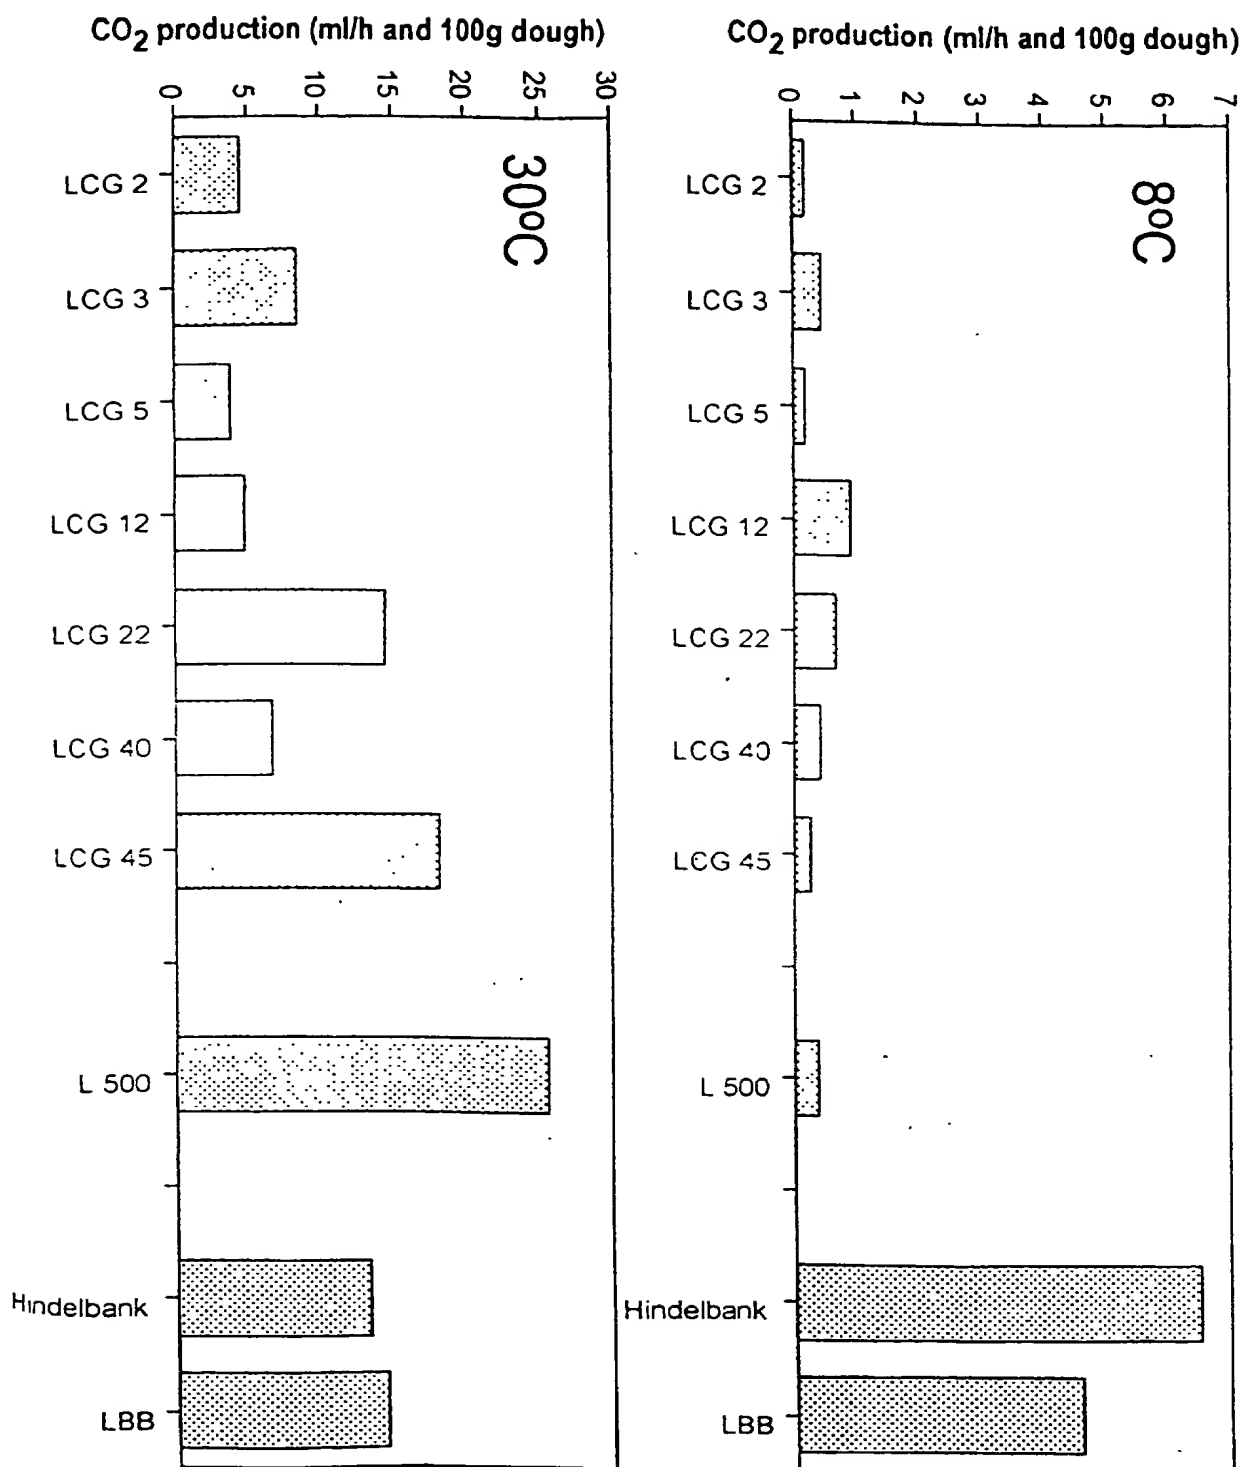 CO2 production (ml/h and 100g dough)
0 5 10 15 20 25 30
30ºC
LCG 2
LCG 3
LCG 5
LCG 12
LCG 22
LCG 40
LCG 45
L 500
Hindelbank
LBB
CO2 production (ml/h and 100g dough)
0 1 2 3 4 5 6 7
8ºC
LCG 2
LCG 3
LCG 5
LCG 12
LCG 22
LCG 40
LCG 45
L 500
Hindelbank
LBB